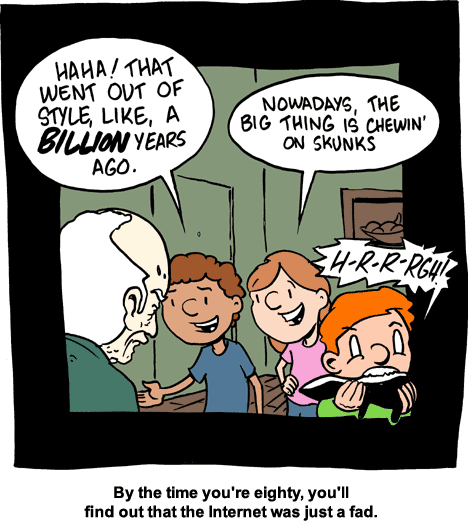 HAHA! THAT
WENT OUT OF
STYLE, LIKE, A
BILLION YEARS
AGO.
NOWADAYS, THE
BIG THING IS CHEWIN'
ON SKUNKS
H-R-R-RGH!
By the time you're eighty, you'll
find out that the Internet was just a fad.